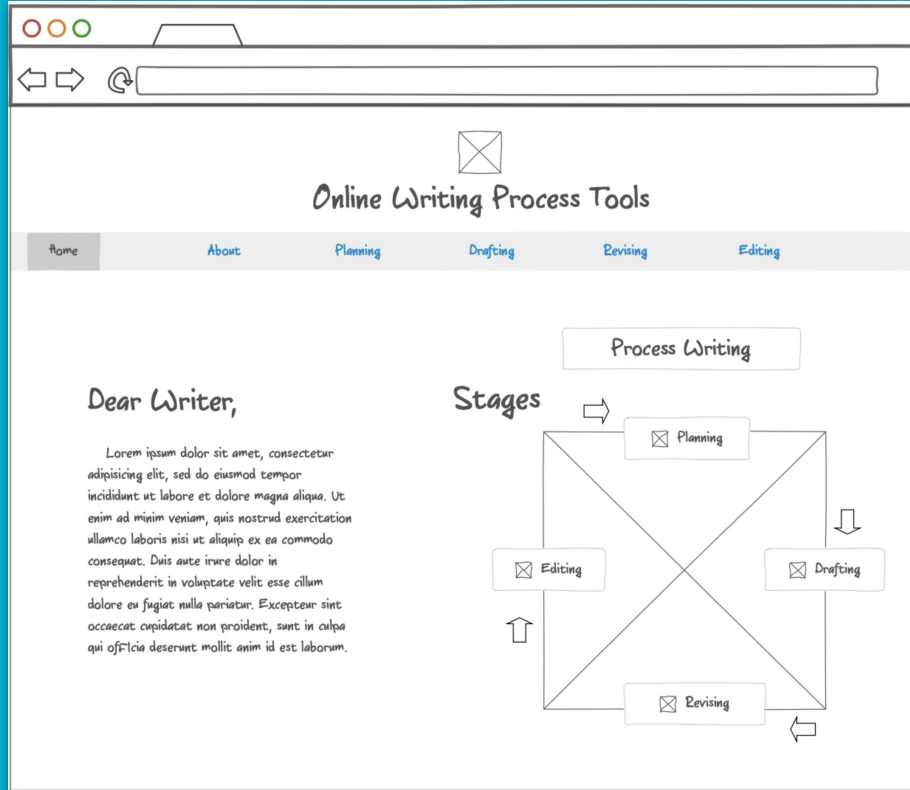 Online Writing Process Tools
Home About Planning Drafting Revising Editing
Process Writing
Dear Writer,
Lorem ipsum dolor sit amet, consectetur
adipisicing elit, sed do eiusmod tempor
incididunt ut labore et dolore magna aliqua. Ut
enim ad minim veniam, quis nostrud exercitation
ullamco laboris nisi ut aliquip ex ea commodo
consequat. Duis aute irure dolor in
reprehenderit in voluptate velit esse cillum
dolore eu fugiat nulla pariatur. Excepteur sint
occaecat cupidatat non proident, sunt in culpa
qui officia deserunt mollit anim id est laborum.
Stages
Planning
Drafting
Revising
Editing